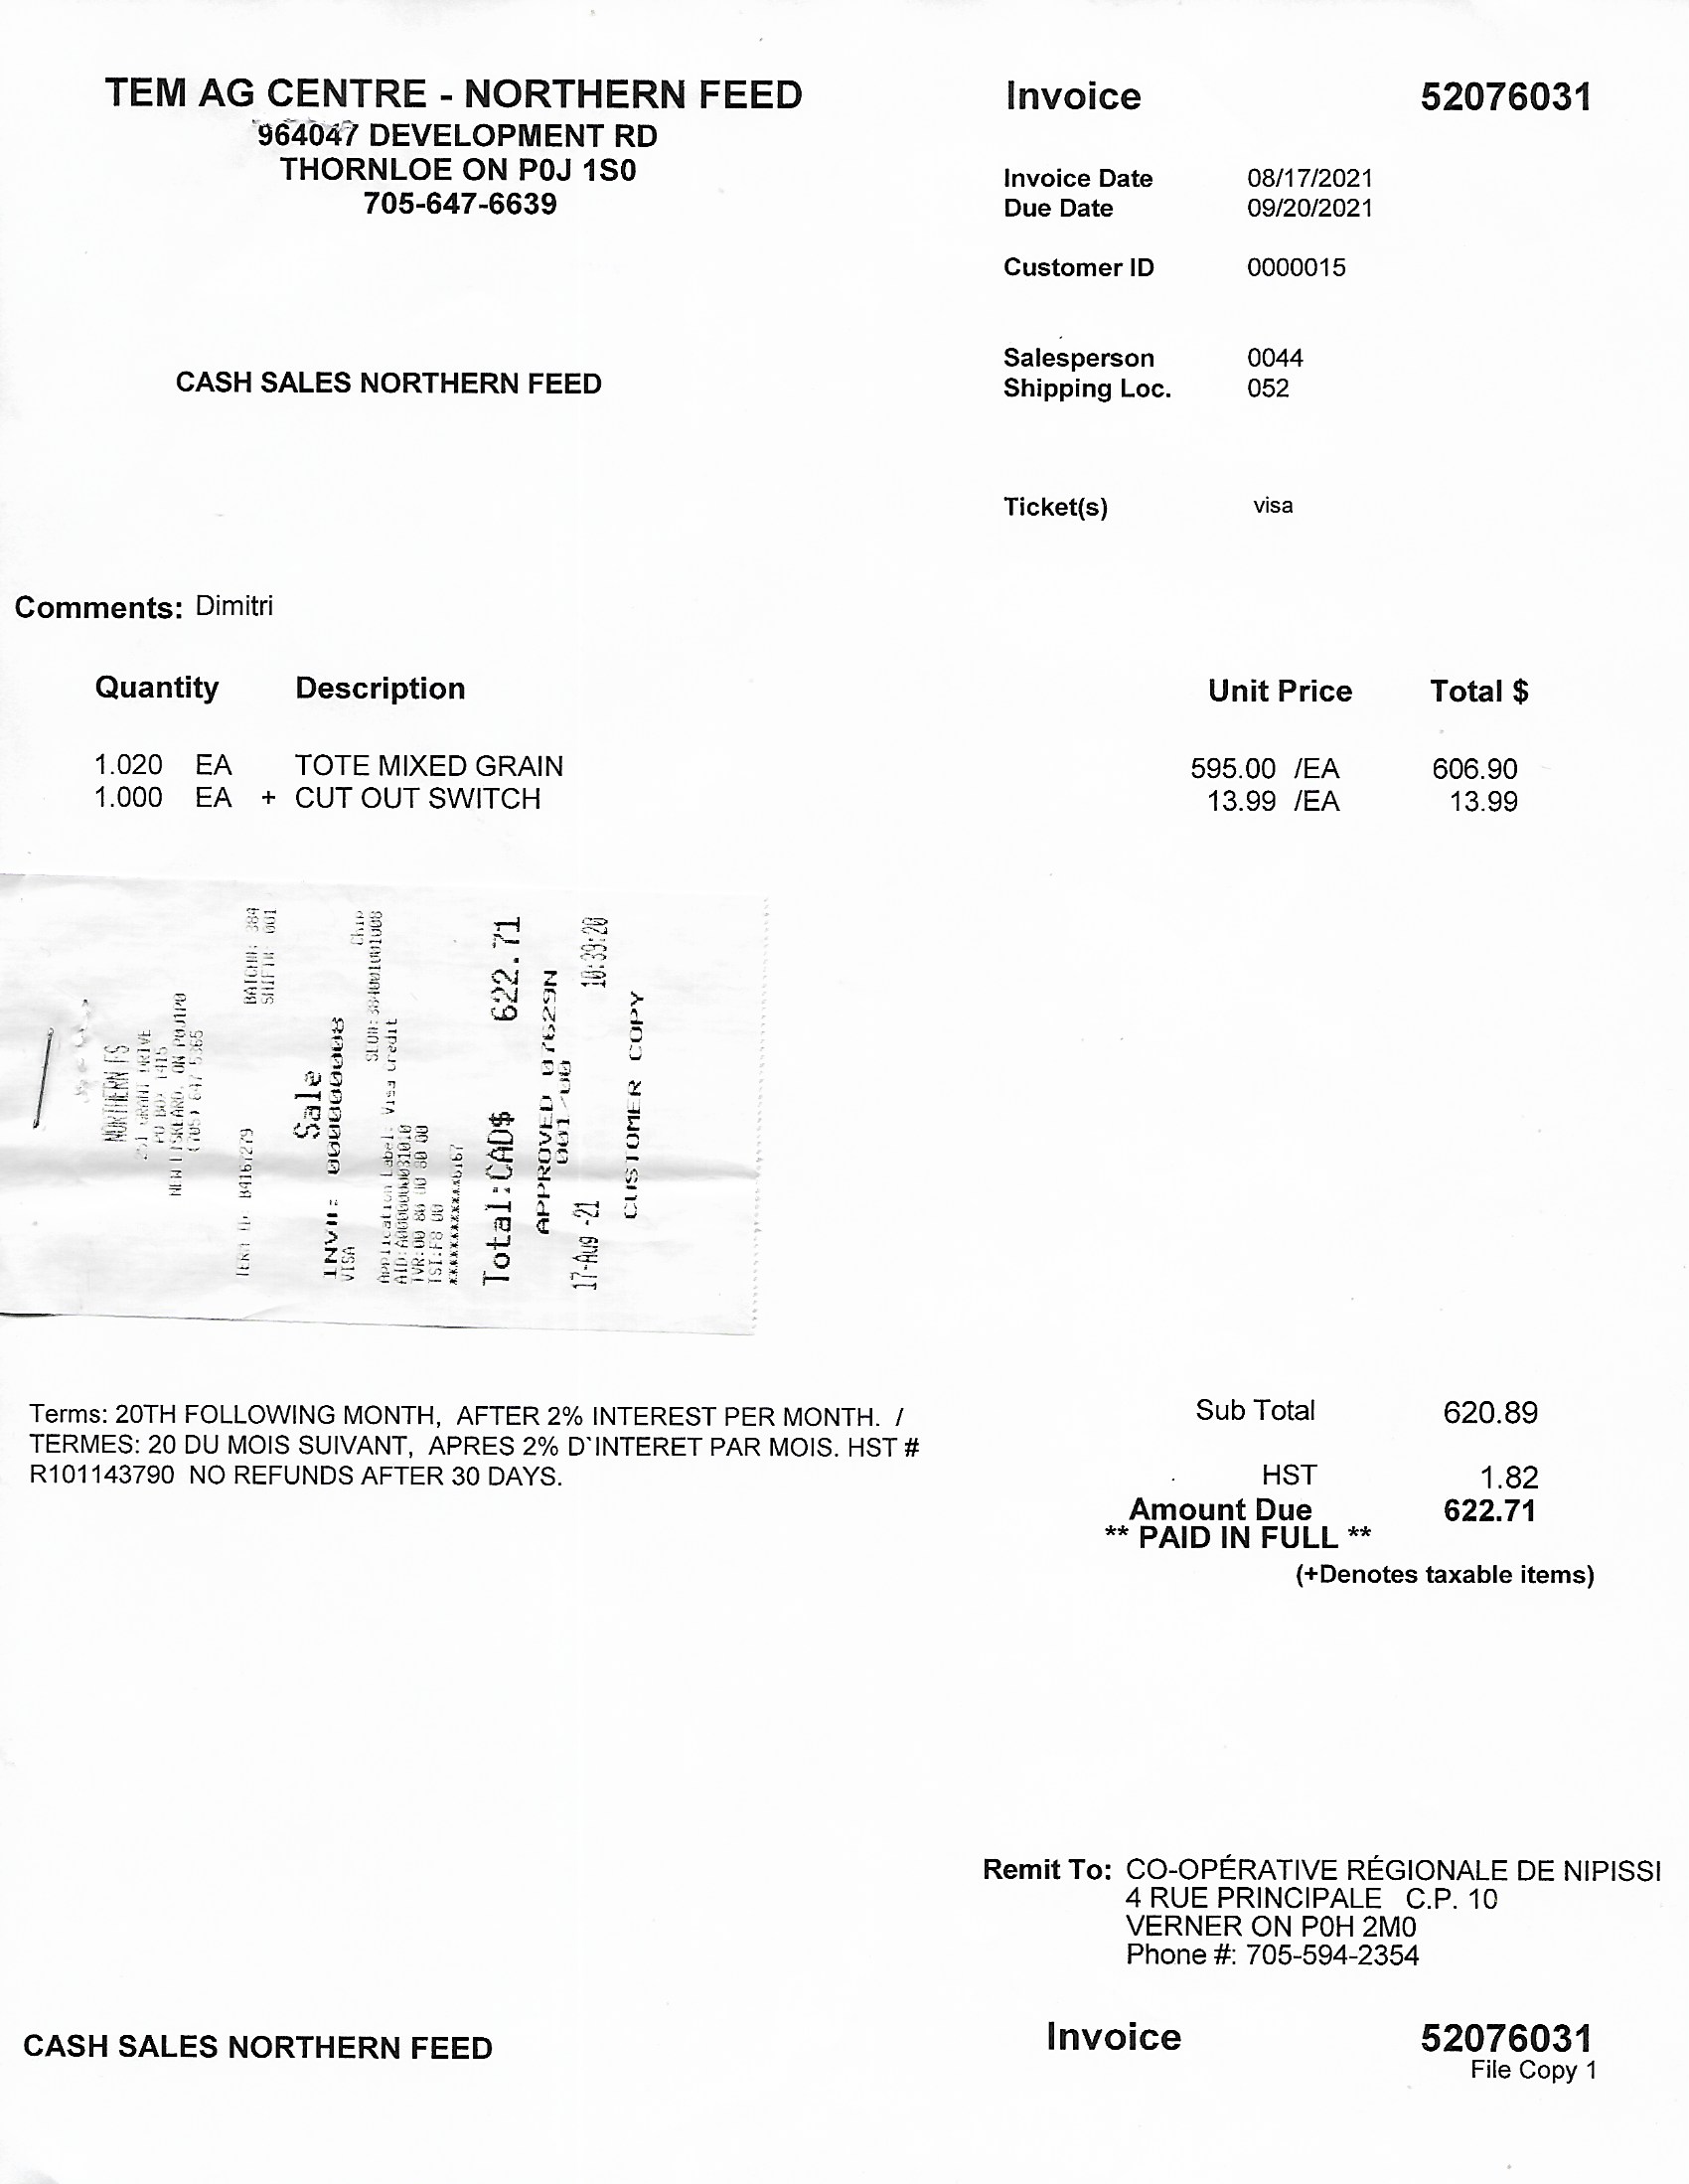 TEM AG CENTRE - NORTHERN FEED
964047 DEVELOPMENT RD
THORNLOE ON P0J 1S0
705-647-6639
Invoice 52076031
Invoice Date 08/17/2021
Due Date 09/20/2021
Customer ID 0000015
Salesperson 0044
Shipping Loc. 052
CASH SALES NORTHERN FEED
Ticket(s) visa
Comments: Dimitri
Quantity Description Unit Price Total $
1.020 EA TOTE MIXED GRAIN 595.00 /EA 606.90
1.000 EA + CUT OUT SWITCH 13.99 /EA 13.99
NORTHERN FS
GRANT DRIVE
PO BOX 1415
NEW LISKEARD, ON P0J1P0
(705) 647 5365
TERM ID B4167279
BATCH#: 384
SHIFT#: 001
Sale
INV#: 000000008
VISA Chip
Application Label: Visa Credit
AID:A0000000031010
TVR:00 80 00 80 00
TSI:F8 00
Total:CAD$ 622.71
APPROVED 07629N
001/00
17-Aug -21 10:39:20
CUSTOMER COPY
Terms: 20TH FOLLOWING MONTH, AFTER 2% INTEREST PER MONTH. /
TERMES: 20 DU MOIS SUIVANT, APRES 2% D`INTERET PAR MOIS. HST #
R101143790 NO REFUNDS AFTER 30 DAYS.
Sub Total 620.89
HST 1.82
Amount Due 622.71
** PAID IN FULL **
(+Denotes taxable items)
Remit To: CO-OPÉRATIVE RÉGIONALE DE NIPISSI
4 RUE PRINCIPALE C.P. 10
VERNER ON P0H 2M0
Phone #: 705-594-2354
CASH SALES NORTHERN FEED
Invoice 52076031
File Copy 1